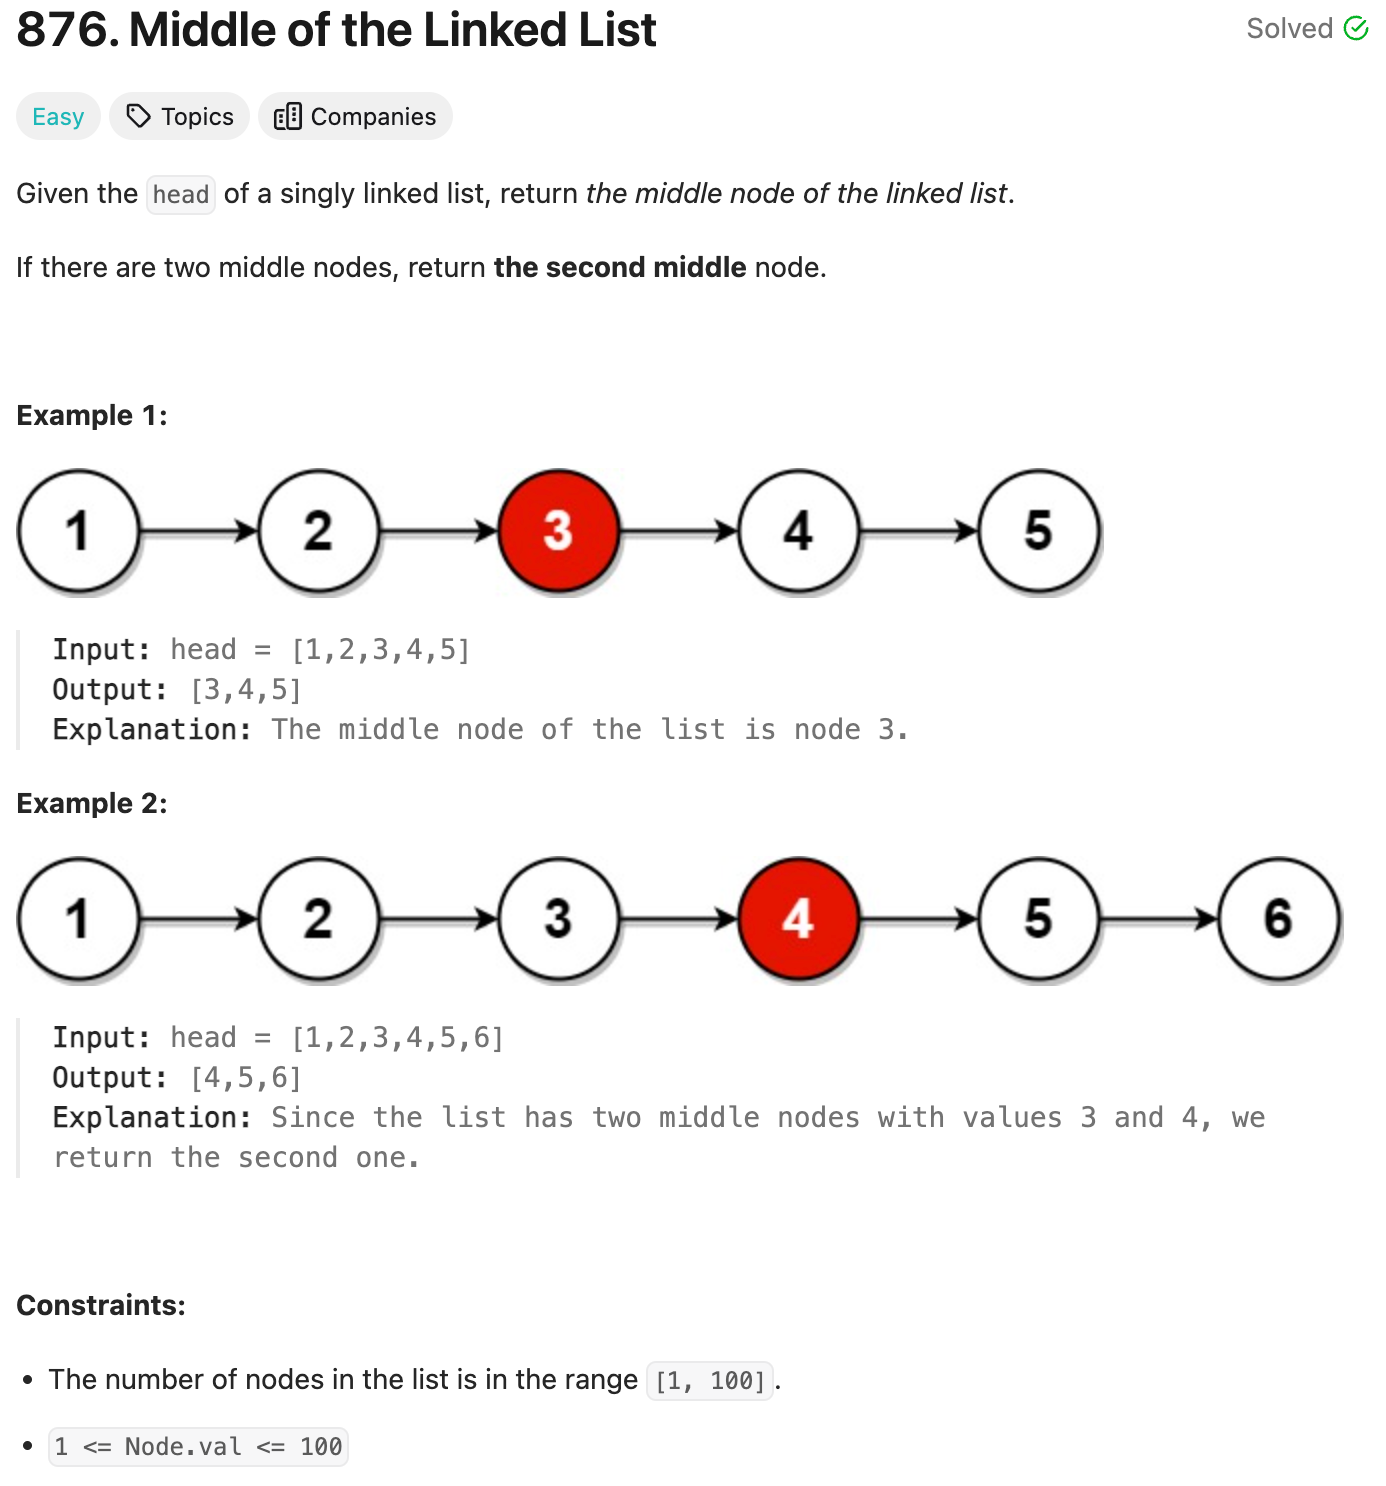 876. Middle of the Linked List
Solved
Easy
Topics
Companies
Given the head of a singly linked list, return the middle node of the linked list.
If there are two middle nodes, return the second middle node.
Example 1:
1 2 3 4 5
Input: head = [1,2,3,4,5]
Output: [3,4,5]
Explanation: The middle node of the list is node 3.
Example 2:
1 2 3 4 5 6
Input: head = [1,2,3,4,5,6]
Output: [4,5,6]
Explanation: Since the list has two middle nodes with values 3 and 4, we
return the second one.
Constraints:
• The number of nodes in the list is in the range [1, 100].
• 1 <= Node.val <= 100